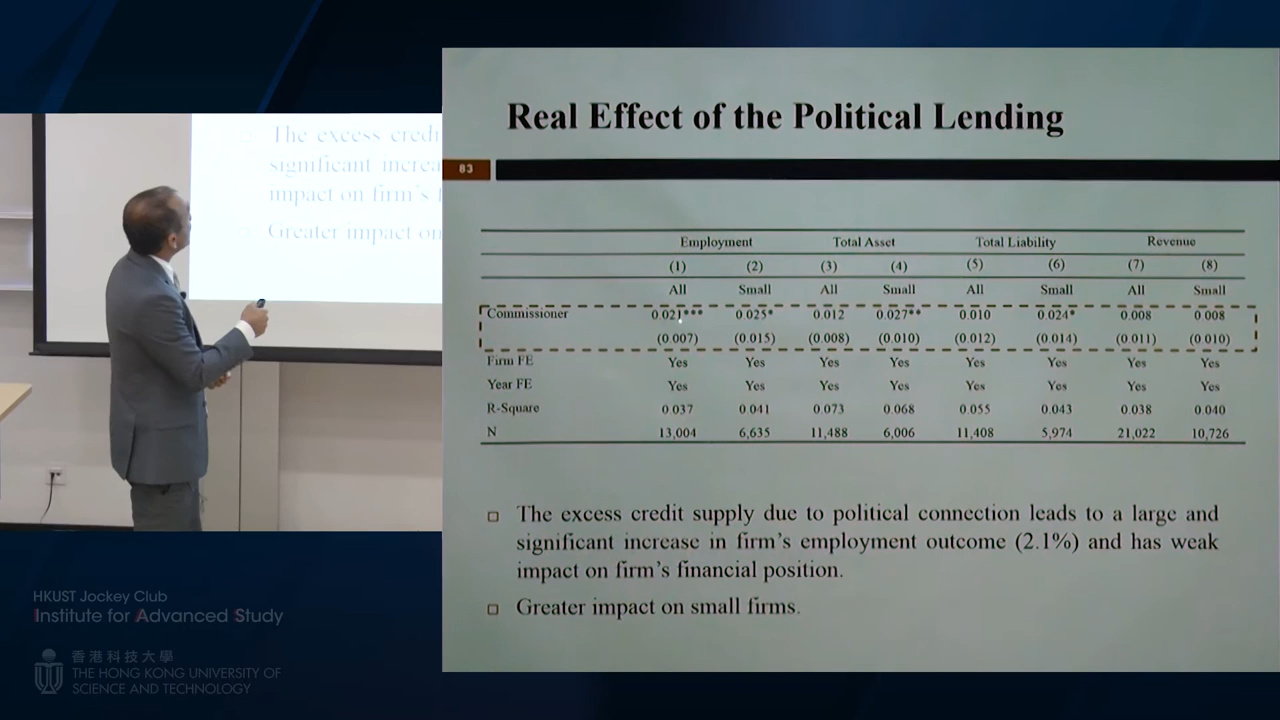 The excess credi
significant increa
impact on firm's f
Greater impact on
HKUST Jockey Club
Institute for Advanced Study
香港科技大學
THE HONG KONG UNIVERSITY OF
SCIENCE AND TECHNOLOGY
Real Effect of the Political Lending
83
Employment Total Asset Total Liability Revenue
(1) (2) (3) (4) (5) (6) (7) (8)
All Small All Small All Small All Small
Commissioner 0.021*** 0.025* 0.012 0.027** 0.010 0.024* 0.008 0.008
(0.007) (0.015) (0.008) (0.010) (0.012) (0.014) (0.011) (0.010)
Firm FE Yes Yes Yes Yes Yes Yes Yes Yes
Year FE Yes Yes Yes Yes Yes Yes Yes Yes
R-Square 0.037 0.041 0.073 0.068 0.055 0.043 0.038 0.040
N 13,004 6,635 11,488 6,006 11,408 5,974 21,022 10,726
The excess credit supply due to political connection leads to a large and
significant increase in firm's employment outcome (2.1%) and has weak
impact on firm's financial position.
Greater impact on small firms.